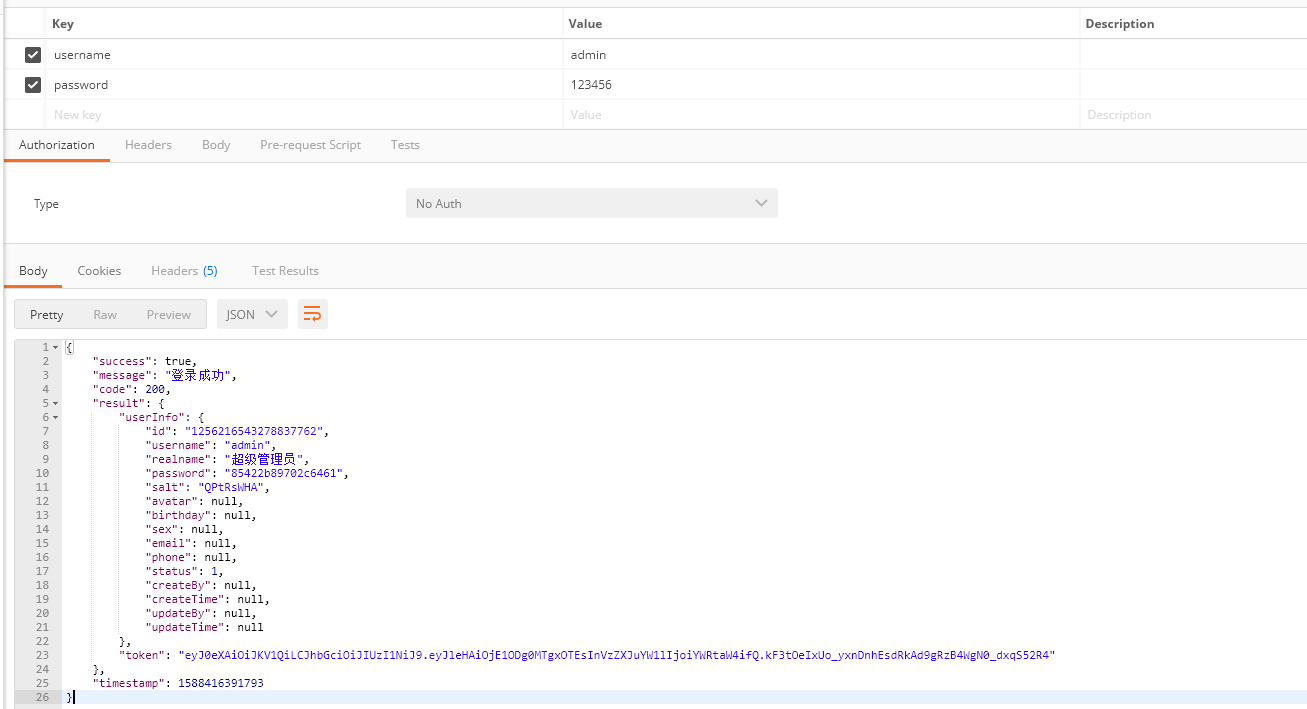 Key Value Description
username admin
password 123456
New key Value Description
Authorization Headers Body Pre-request Script Tests
Type No Auth
Body Cookies Headers (5) Test Results
Pretty Raw Preview JSON
1 {
2 "success": true,
3 "message": "登录成功",
4 "code": 200,
5 "result": {
6 "userInfo": {
7 "id": "1256216543278837762",
8 "username": "admin",
9 "realname": "超级管理员",
10 "password": "85422b89702c6461",
11 "salt": "QPtRsWHA",
12 "avatar": null,
13 "birthday": null,
14 "sex": null,
15 "email": null,
16 "phone": null,
17 "status": 1,
18 "createBy": null,
19 "createTime": null,
20 "updateBy": null,
21 "updateTime": null
22 },
23 "token": "eyJ0eXAiOiJKV1QiLCJhbGciOiJIUzI1NiJ9.eyJleHAiOjE1ODg0MTgxOTEsInVzZXJuYW1lIjoiYWRtaW4ifQ.kF3tOeIxUo_yxnDnhEsdRkAd9gRzB4WgN0_dxqS52R4"
24 },
25 "timestamp": 1588416391793
26 }